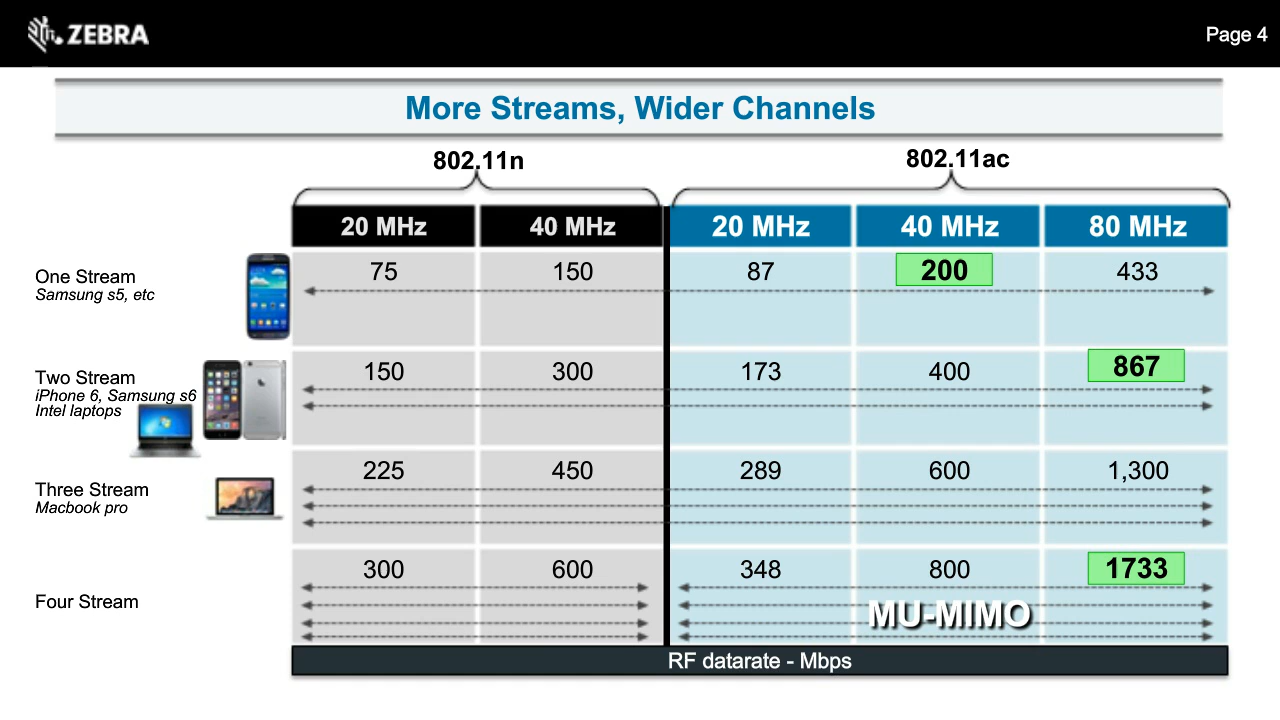 ZEBRA
Page 4
More Streams, Wider Channels
802.11n 802.11ac
20 MHz 40 MHz 20 MHz 40 MHz 80 MHz
One Stream
Samsung s5, etc
75 150 87 200 433
Two Stream
iPhone 6, Samsung s6
Intel laptops
150 300 173 400 867
Three Stream
Macbook pro
225 450 289 600 1,300
Four Stream
300 600 348 800 1733
MU-MIMO
RF datarate - Mbps